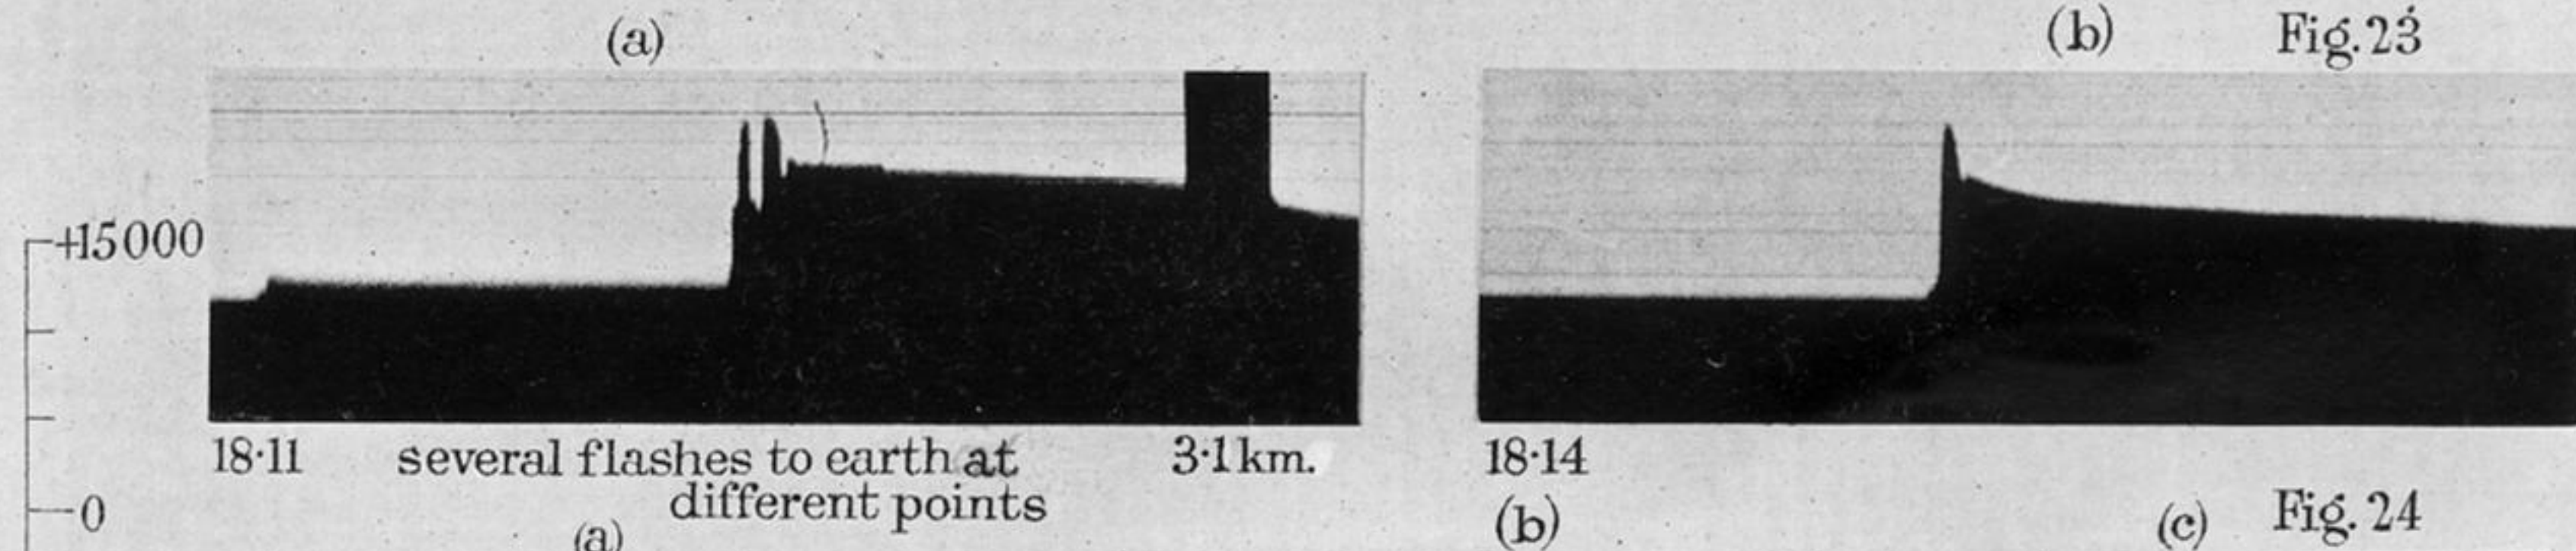 (a) (b) Fig. 23
+15000
18·11 several flashes to earth at 3·1 km. 18·14
different points
0
(a) (b) (c) Fig. 24